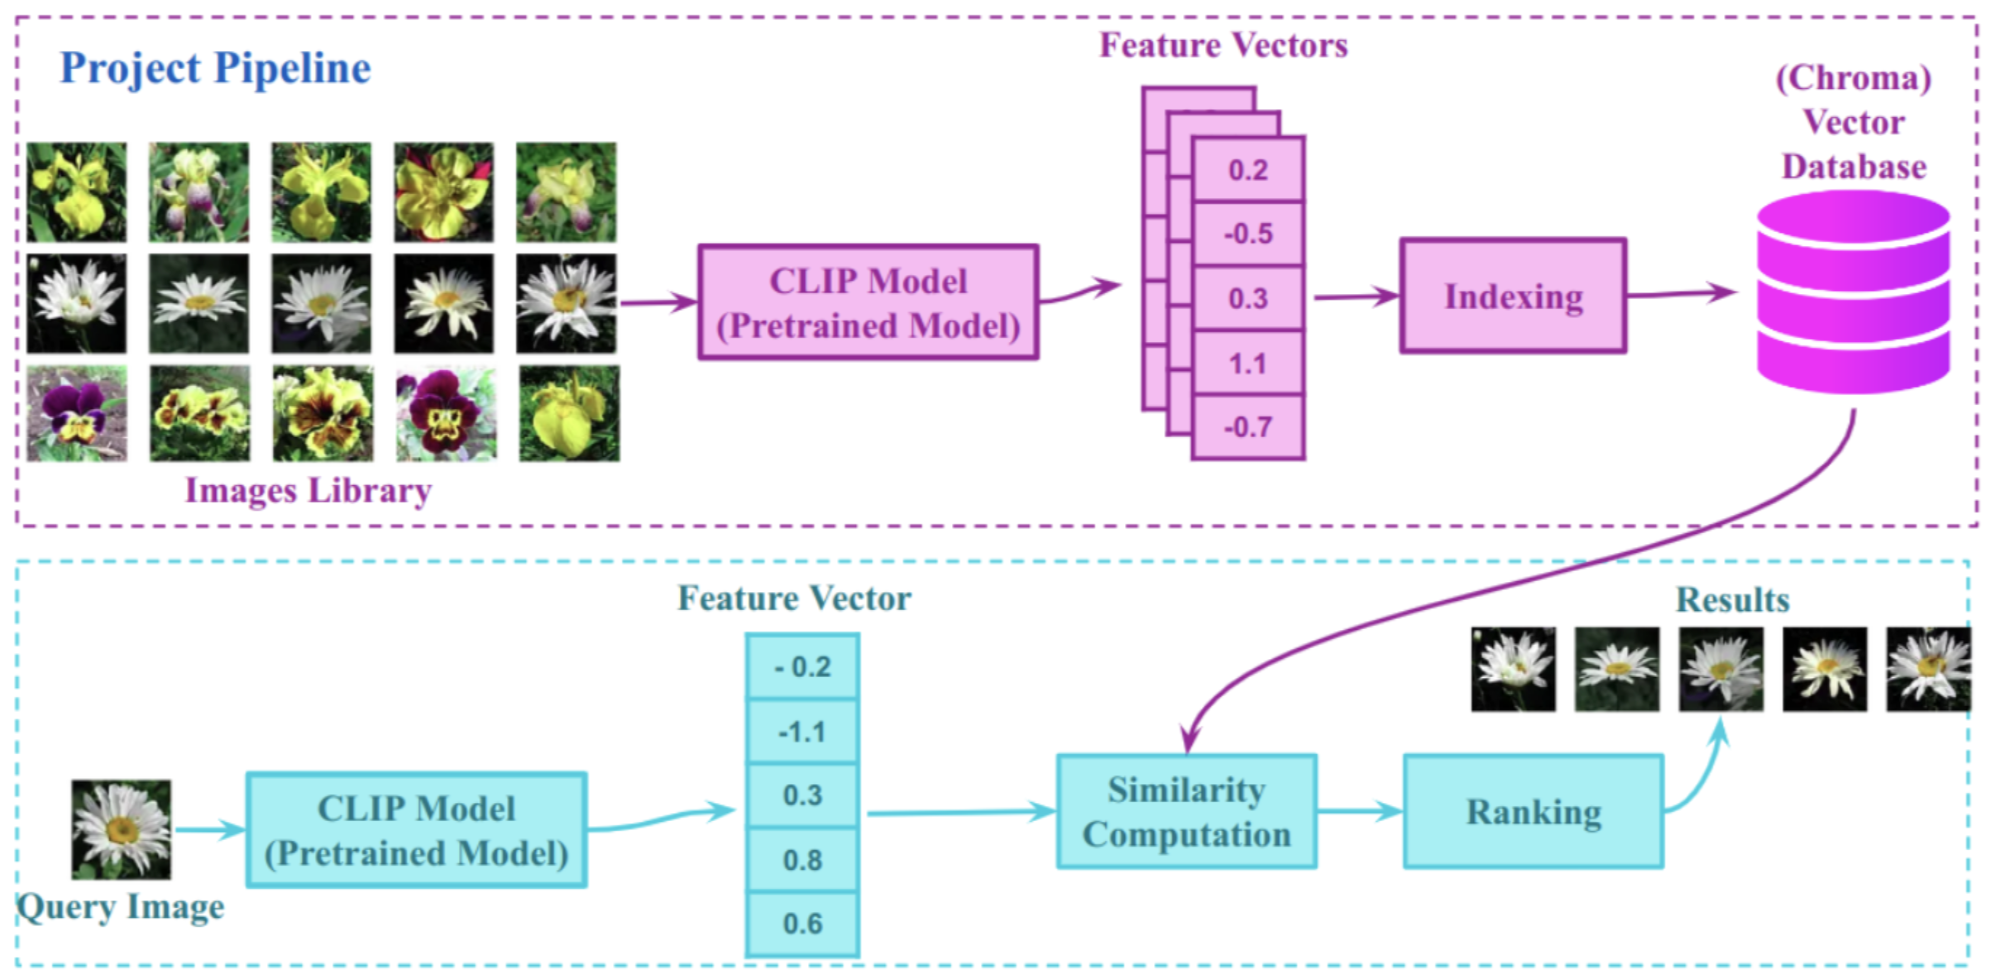 Project Pipeline
Feature Vectors
(Chroma)
Vector
Database
0.2
-0.5
0.3
1.1
-0.7
CLIP Model
(Pretrained Model)
Indexing
Images Library
Feature Vector
Results
- 0.2
-1.1
0.3
0.8
0.6
Query Image
CLIP Model
(Pretrained Model)
Similarity
Computation
Ranking